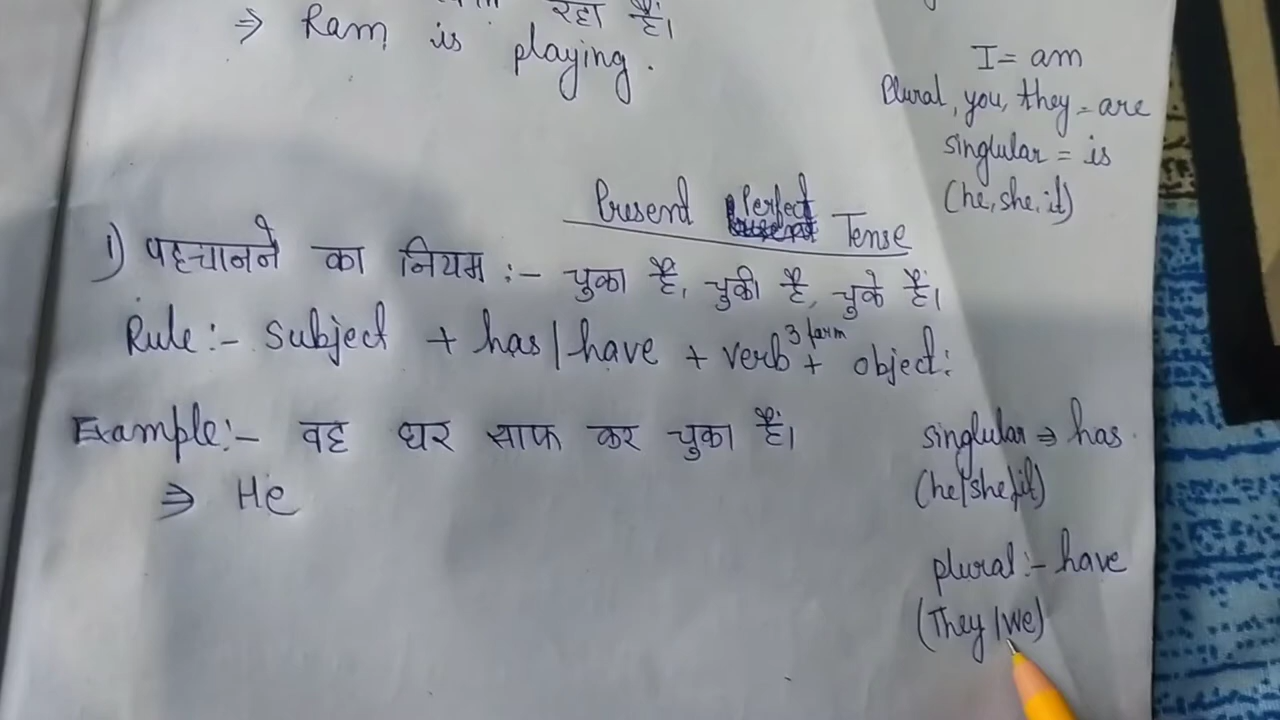 रहा हैं।
⇒ Ram is playing.
I = am
Plural, you, they = are
singlular = is
(he, she, it)
Present Perfect Tense
1) पहचानने का नियम :- चुका हैं, चुकी है, चुके हैं।
Rule:- Subject + has/have + verb 3 form + object:
Example:- वह घर साफ कर चुका हैं।
⇒ He
singlular ⇒ has
(he/she/it)
plural :- have
(They/we)